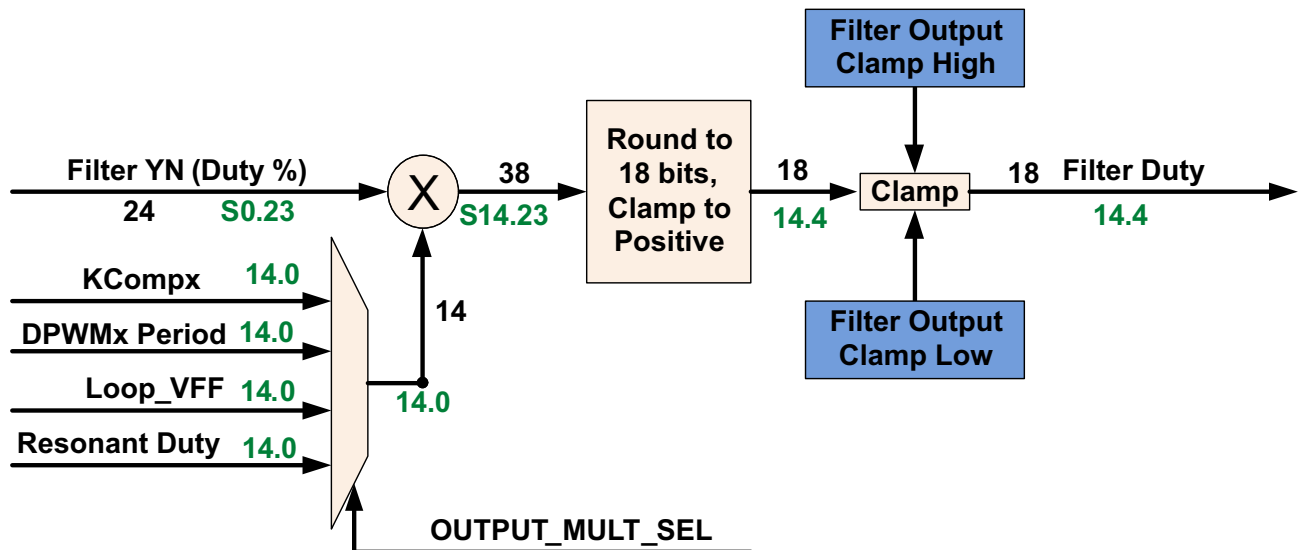 Filter Output
Clamp High
Filter YN (Duty %)
24
S0.23
X
38
S14.23
Round to
18 bits,
Clamp to
Positive
18
14.4
Clamp
18
Filter Duty
14.4
KCompx
14.0
DPWMx Period
14.0
Loop_VFF
14.0
Resonant Duty
14.0
14
14.0
Filter Output
Clamp Low
OUTPUT_MULT_SEL